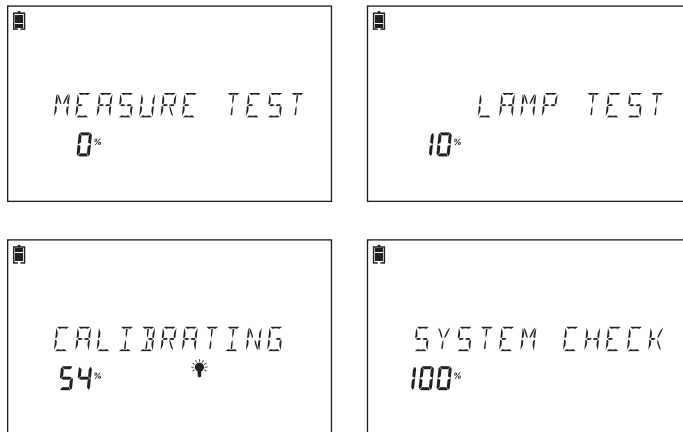 MEASURE TEST
0%
LAMP TEST
10%
CALIBRATING
54%
SYSTEM CHECK
100%